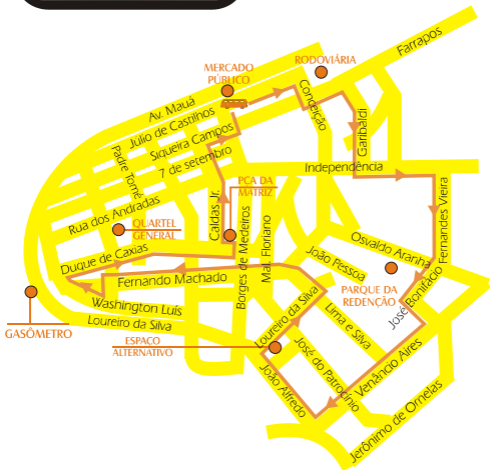 Farrapos
RODOVIÁRIA
MERCADO
PÚBLICO
Av. Mauá
Conceição
Julio de Castilhos
Garibaldi
Siqueira Campos
7 de setembro
Padre Tomé
Independência
PCA DA
MATRIZ
Fernandes Vieira
Rua dos Andradas
Caldas Jr.
QUARTEL
GENERAL
Borges de Medeiros
Mal. Floriano
Osvaldo Aranha
João Pessoa
Duque de Caxias
PARQUE DA
REDENÇÃO
Fernando Machado
José Bonifácio
Washington Luís
Loureiro da Silva
Loureiro da Silva
Lima e Silva
GASÔMETRO
ESPAÇO
ALTERNATIVO
José do Patrocínio
Venâncio Aires
João Alfredo
Jerônimo de Ornelas